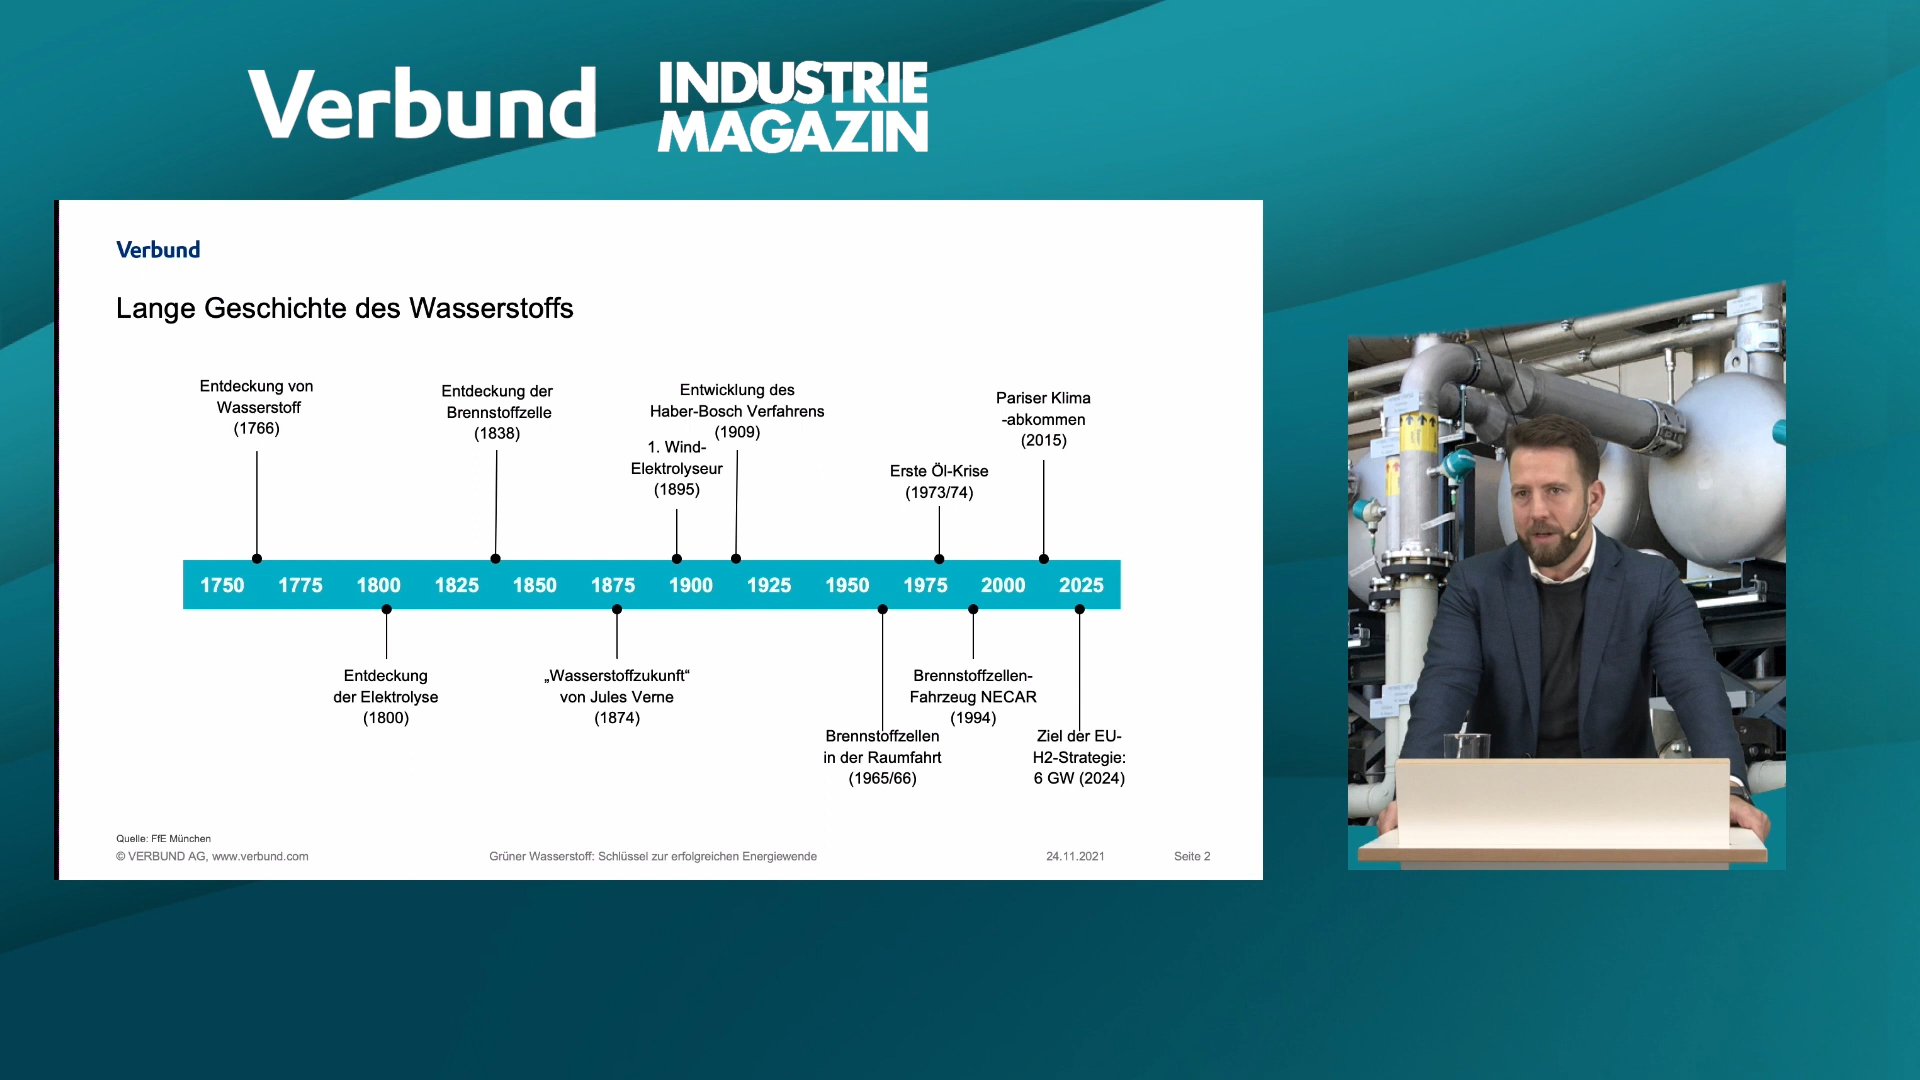 Verbund
INDUSTRIE
MAGAZIN
Verbund
Lange Geschichte des Wasserstoffs
Entdeckung von
Wasserstoff
(1766)
Entdeckung der
Brennstoffzelle
(1838)
1. Wind-
Elektrolyseur
(1895)
Entwicklung des
Haber-Bosch Verfahrens
(1909)
Erste Öl-Krise
(1973/74)
Pariser Klima
-abkommen
(2015)
1750 1775 1800 1825 1850 1875 1900 1925 1950 1975 2000 2025
Entdeckung
der Elektrolyse
(1800)
„Wasserstoffzukunft“
von Jules Verne
(1874)
Brennstoffzellen
in der Raumfahrt
(1965/66)
Brennstoffzellen-
Fahrzeug NECAR
(1994)
Ziel der EU-
H2-Strategie:
6 GW (2024)
Quelle: FfE München
© VERBUND AG, www.verbund.com Grüner Wasserstoff: Schlüssel zur erfolgreichen Energiewende 24.11.2021 Seite 2